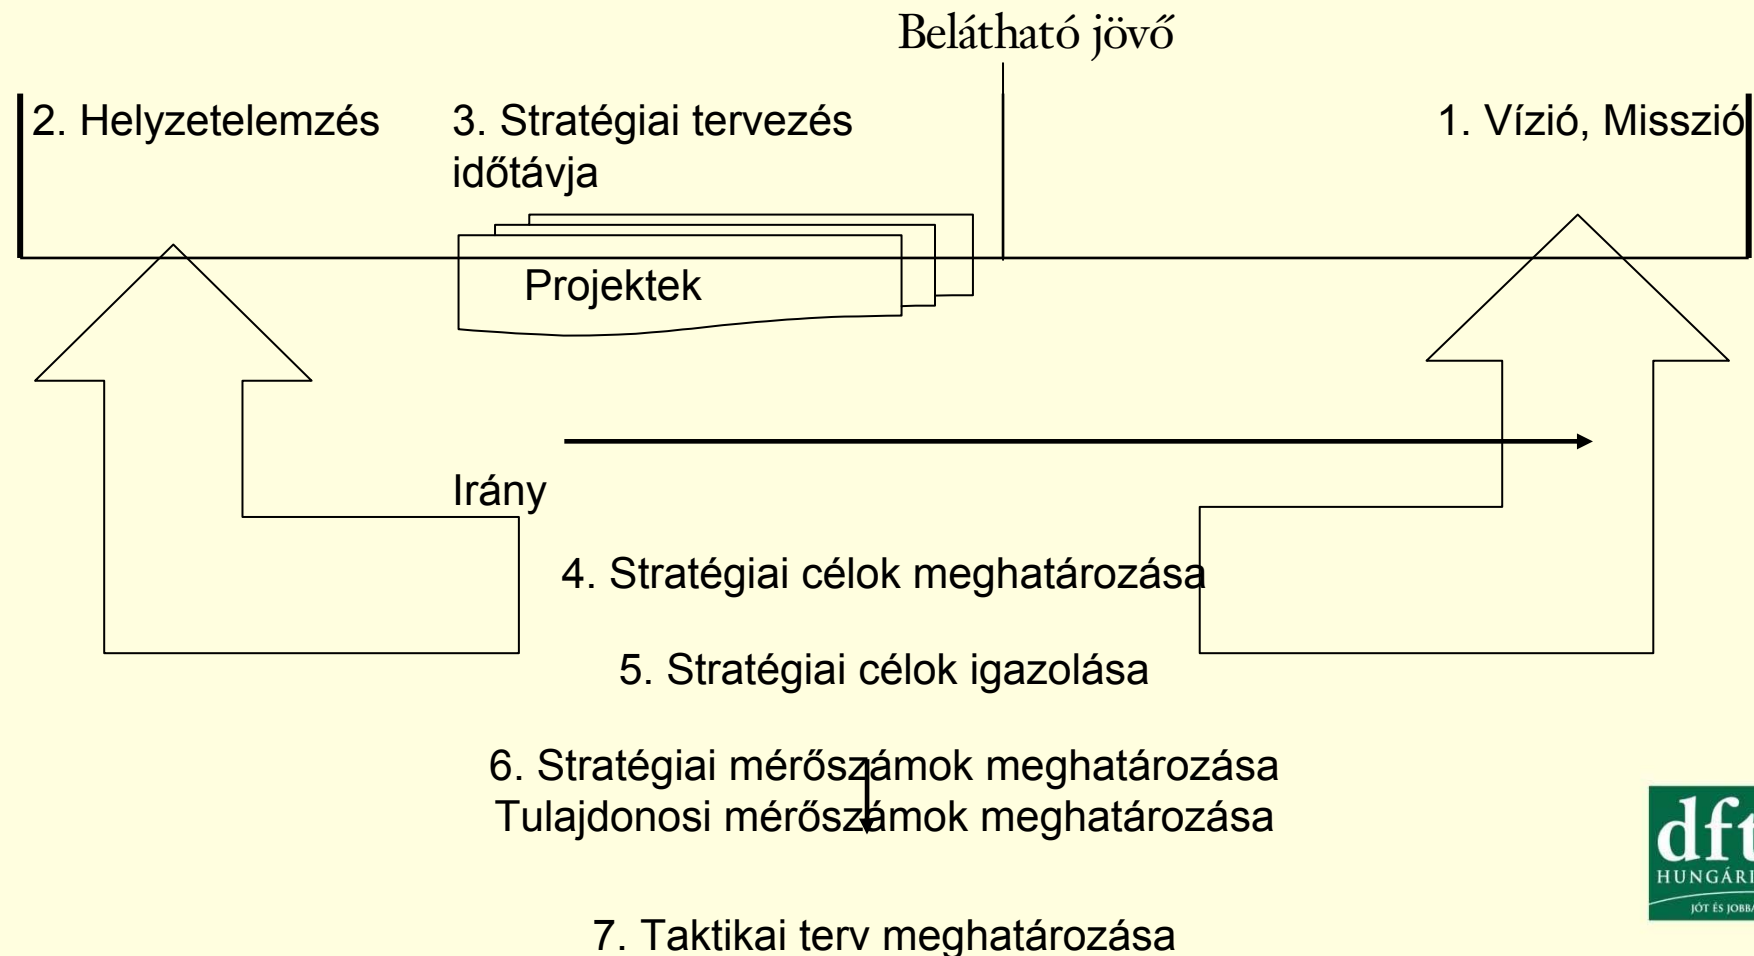 Belátható jövő
2. Helyzetelemzés
3. Stratégiai tervezés
időtávja
1. Vízió, Misszió
Projektek
Irány
4. Stratégiai célok meghatározása
5. Stratégiai célok igazolása
6. Stratégiai mérőszámok meghatározása
Tulajdonosi mérőszámok meghatározása
dft
7. Taktikai terv meghatározása